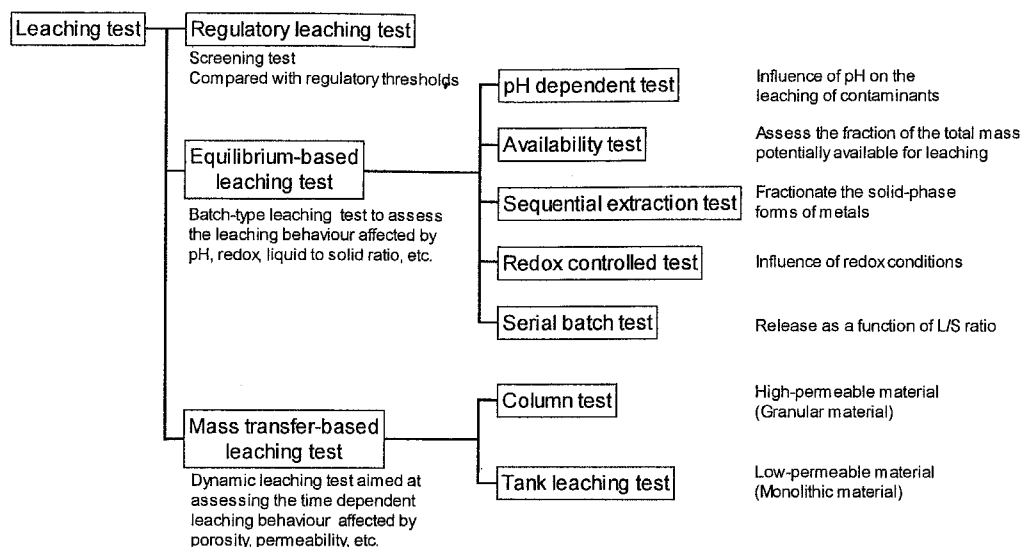 Leaching test
Regulatory leaching test
Screening test
Compared with regulatory thresholds
Equilibrium-based
leaching test
Batch-type leaching test to assess
the leaching behaviour affected by
pH, redox, liquid to solid ratio, etc.
pH dependent test
Influence of pH on the
leaching of contaminants
Availability test
Assess the fraction of the total mass
potentially available for leaching
Sequential extraction test
Fractionate the solid-phase
forms of metals
Redox controlled test
Influence of redox conditions
Serial batch test
Release as a function of L/S ratio
Mass transfer-based
leaching test
Dynamic leaching test aimed at
assessing the time dependent
leaching behaviour affected by
porosity, permeability, etc.
Column test
High-permeable material
(Granular material)
Tank leaching test
Low-permeable material
(Monolithic material)